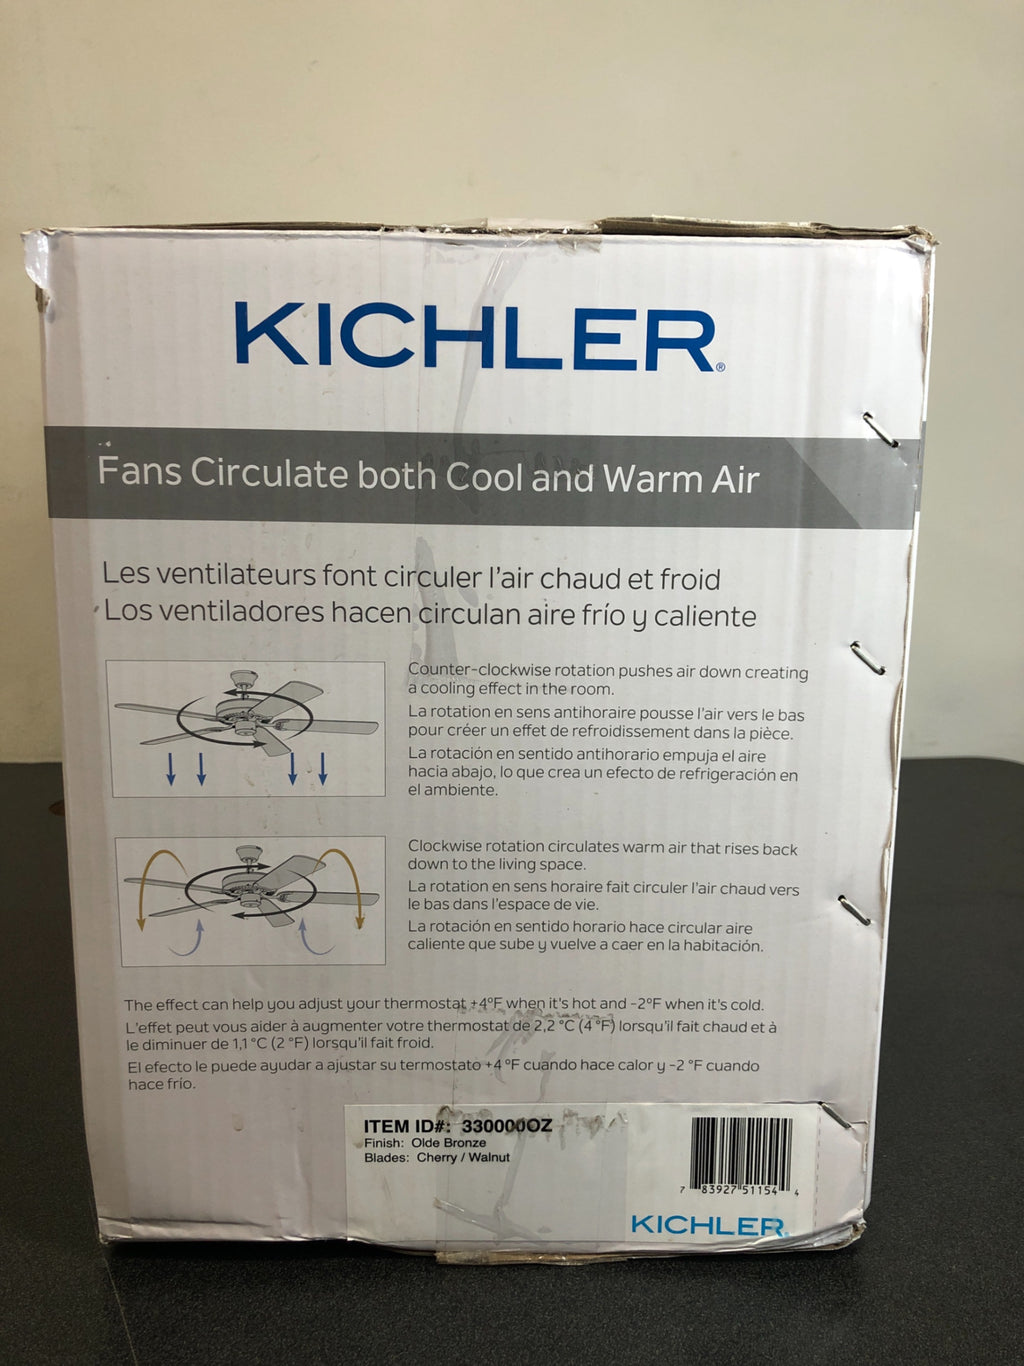 KICHLER®
Fans Circulate both Cool and Warm Air
Les ventilateurs font circuler l'air chaud et froid
Los ventiladores hacen circulan aire frío y caliente
Counter-clockwise rotation pushes air down creating
a cooling effect in the room.
La rotation en sens antihoraire pousse l'air vers le bas
pour créer un effet de refroidissement dans la pièce.
La rotación en sentido antihorario empuja el aire
hacia abajo, lo que crea un efecto de refrigeración en
el ambiente.
Clockwise rotation circulates warm air that rises back
down to the living space.
La rotation en sens horaire fait circuler l'air chaud vers
le bas dans l'espace de vie.
La rotación en sentido horario hace circular aire
caliente que sube y vuelve a caer en la habitación.
The effect can help you adjust your thermostat +4°F when it's hot and -2°F when it's cold.
L'effet peut vous aider à augmenter votre thermostat de 2,2 °C (4 °F) lorsqu'il fait chaud et à
le diminuer de 1,1 °C (2 °F) lorsqu'il fait froid.
El efecto le puede ayudar a ajustar su termostato +4 °F cuando hace calor y -2 °F cuando
hace frío.
ITEM ID#: 330000OZ
Finish: Olde Bronze
Blades: Cherry / Walnut
7 83927 51154 4
KICHLER®